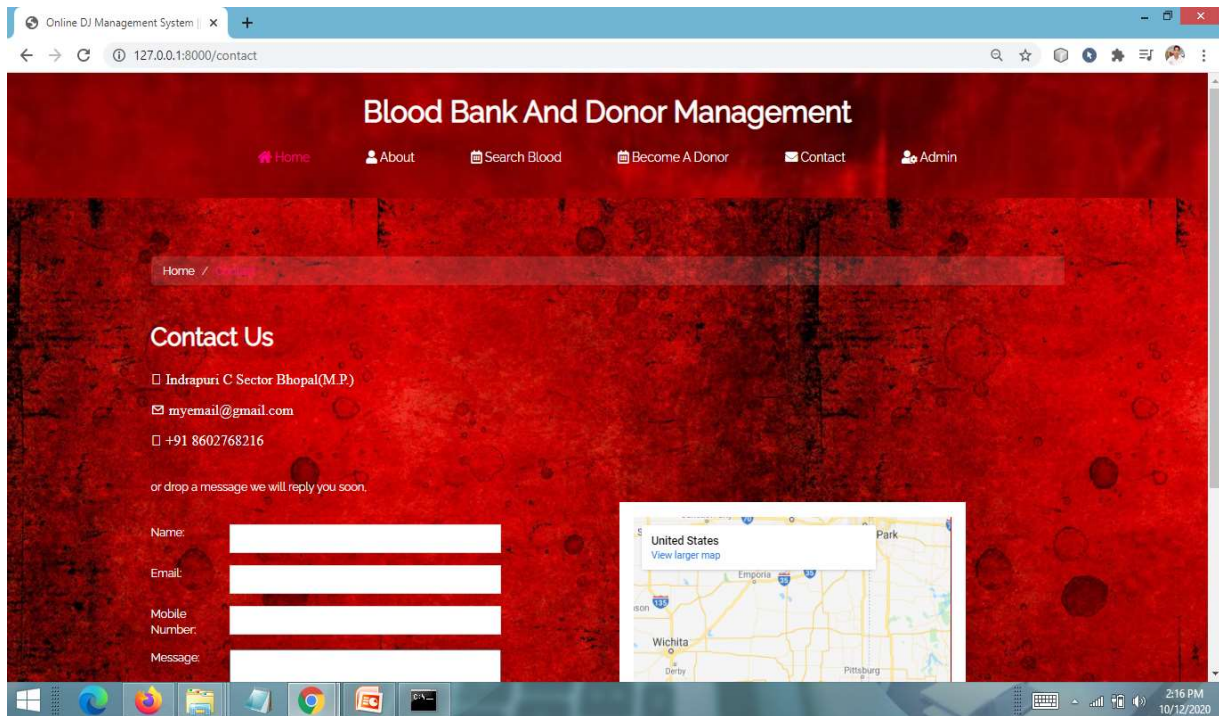 Online DJ Management System |
127.0.0.1:8000/contact
Blood Bank And Donor Management
Home About Search Blood Become A Donor Contact Admin
Home /
Contact Us
Indrapuri C Sector Bhopal(M.P.)
myemail@gmail.com
+91 8602768216
or drop a message we will reply you soon,
Name:
Email:
Mobile
Number:
Message:
United States
View larger map
Park
Emporia
35
35
135
Wichita
Derby
Pittsburg
2:16 PM
10/12/2020